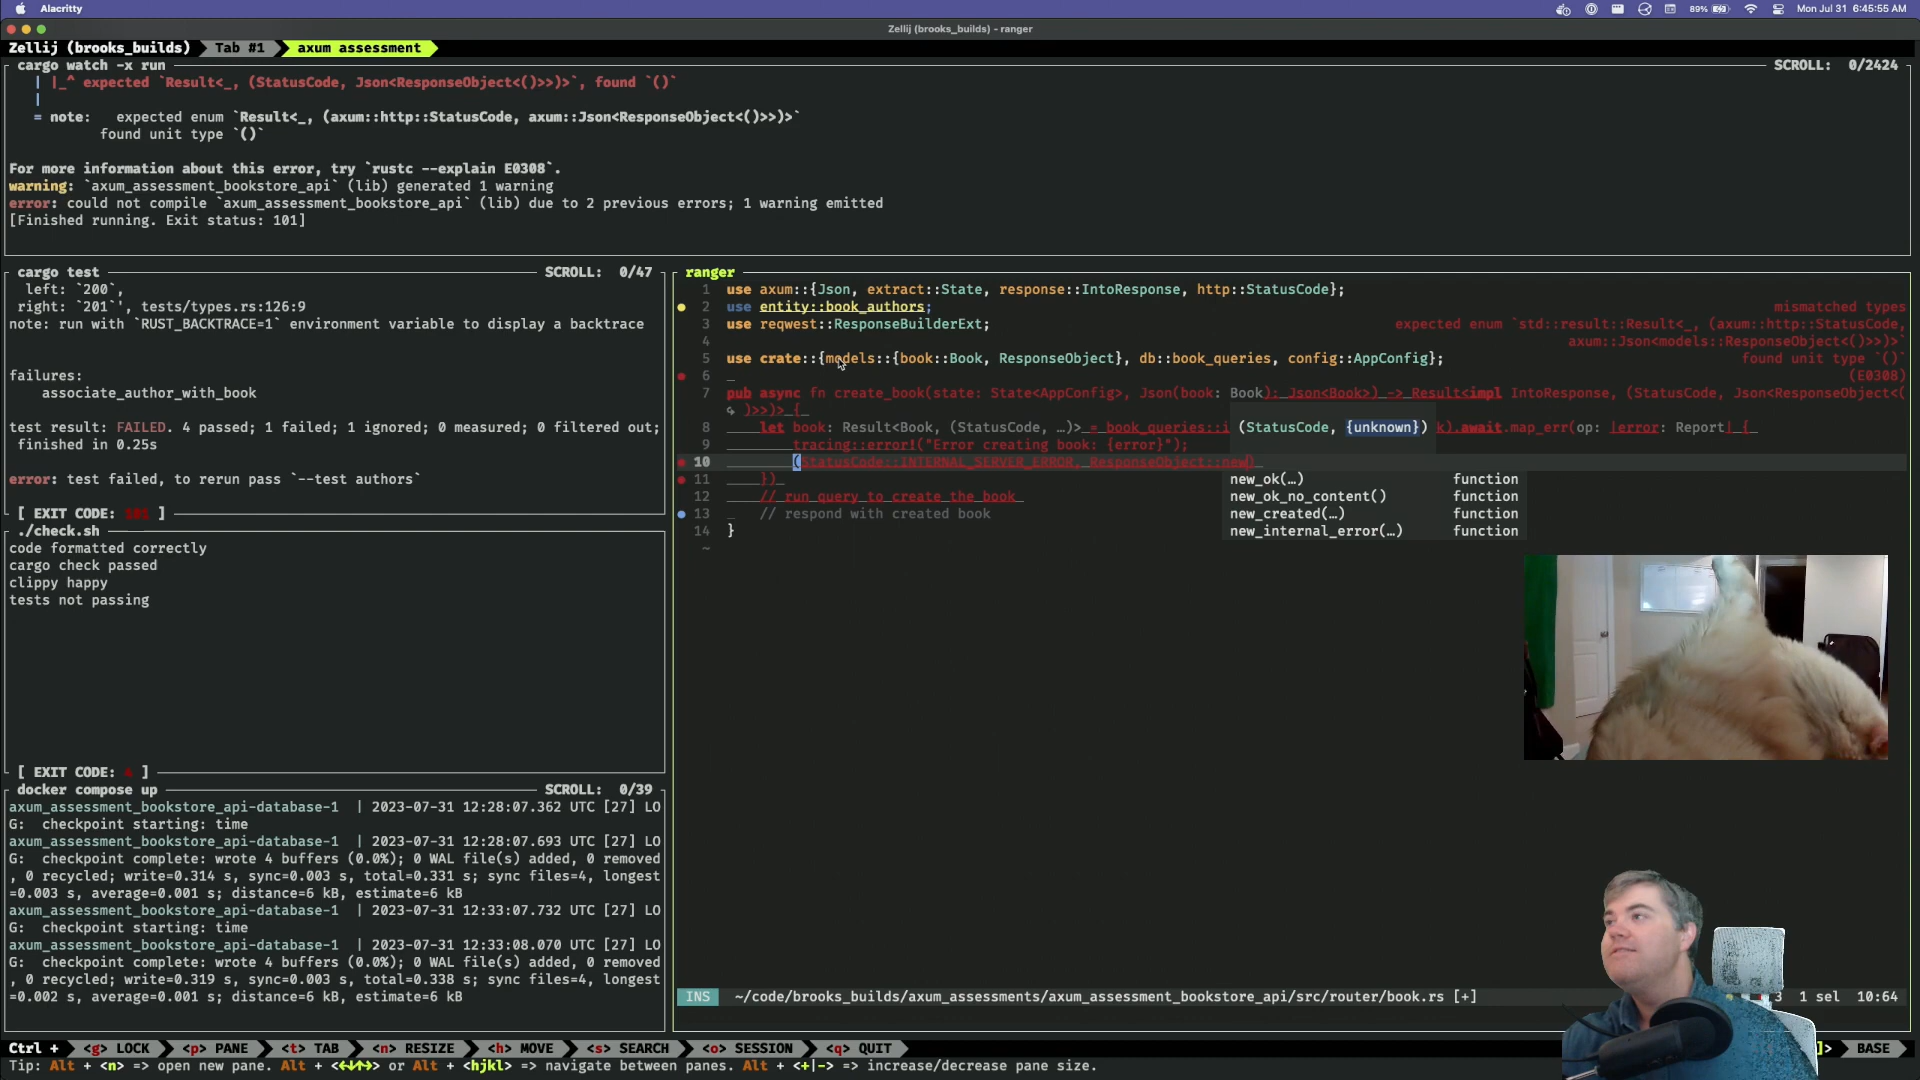 Alacritty
89%
Mon Jul 31 6:45:55 AM
Zellij (brooks_builds) - ranger
Zellij (brooks_builds) Tab #1 axum assessment
cargo watch -x run SCROLL: 0/2424
| |_^ expected `Result<_, (StatusCode, Json<ResponseObject<()>>)>`, found `()`
|
= note: expected enum `Result<_, (axum::http::StatusCode, axum::Json<ResponseObject<()>>)>`
found unit type `()`
For more information about this error, try `rustc --explain E0308`.
warning: `axum_assessment_bookstore_api` (lib) generated 1 warning
error: could not compile `axum_assessment_bookstore_api` (lib) due to 2 previous errors; 1 warning emitted
[Finished running. Exit status: 101]
cargo test SCROLL: 0/47
left: `200`,
right: `201`', tests/types.rs:126:9
note: run with `RUST_BACKTRACE=1` environment variable to display a backtrace
failures:
associate_author_with_book
test result: FAILED. 4 passed; 1 failed; 1 ignored; 0 measured; 0 filtered out;
finished in 0.25s
error: test failed, to rerun pass `--test authors`
[ EXIT CODE: 101 ]
./check.sh
code formatted correctly
cargo check passed
clippy happy
tests not passing
[ EXIT CODE: 4 ]
docker compose up SCROLL: 0/39
axum_assessment_bookstore_api-database-1 | 2023-07-31 12:28:07.362 UTC [27] LO
G: checkpoint starting: time
axum_assessment_bookstore_api-database-1 | 2023-07-31 12:28:07.693 UTC [27] LO
G: checkpoint complete: wrote 4 buffers (0.0%); 0 WAL file(s) added, 0 removed
, 0 recycled; write=0.314 s, sync=0.003 s, total=0.331 s; sync files=4, longest
=0.003 s, average=0.001 s; distance=6 kB, estimate=6 kB
axum_assessment_bookstore_api-database-1 | 2023-07-31 12:33:07.732 UTC [27] LO
G: checkpoint starting: time
axum_assessment_bookstore_api-database-1 | 2023-07-31 12:33:08.070 UTC [27] LO
G: checkpoint complete: wrote 4 buffers (0.0%); 0 WAL file(s) added, 0 removed
, 0 recycled; write=0.319 s, sync=0.003 s, total=0.338 s; sync files=4, longest
=0.002 s, average=0.001 s; distance=6 kB, estimate=6 kB
ranger
1 use axum::{Json, extract::State, response::IntoResponse, http::StatusCode};
2 use entity::book_authors; mismatched types
3 use reqwest::ResponseBuilderExt; expected enum `std::result::Result<_, (axum::http::StatusCode,
4 axum::Json<models::ResponseObject<()>>)>`
5 use crate::{models::{book::Book, ResponseObject}, db::book_queries, config::AppConfig}; found unit type `()`
6 (E0308)
7 pub async fn create_book(state: State<AppConfig>, Json(book: Book): Json<Book>) -> Result<impl IntoResponse, (StatusCode, Json<ResponseObject<(
↪ )>>)> {
8 let book: Result<Book, (StatusCode, …)> = book_queries::i (StatusCode, {unknown}) k).await.map_err(op: |error: Report| {
9 tracing::error!("Error creating book: {error}");
10 (StatusCode::INTERNAL_SERVER_ERROR, ResponseObject::new)
11 }) new_ok(…) function
12 // run query to create the book new_ok_no_content() function
13 // respond with created book new_created(…) function
14 } new_internal_error(…) function
~
INS ~/code/brooks_builds/axum_assessments/axum_assessment_bookstore_api/src/router/book.rs [+] 3 1 sel 10:64
Ctrl + <g> LOCK <p> PANE <t> TAB <n> RESIZE <h> MOVE <s> SEARCH <o> SESSION <q> QUIT ]> BASE
Tip: Alt + <n> => open new pane. Alt + <←↓↑→> or Alt + <hjkl> => navigate between panes. Alt + <+|-> => increase/decrease pane size.